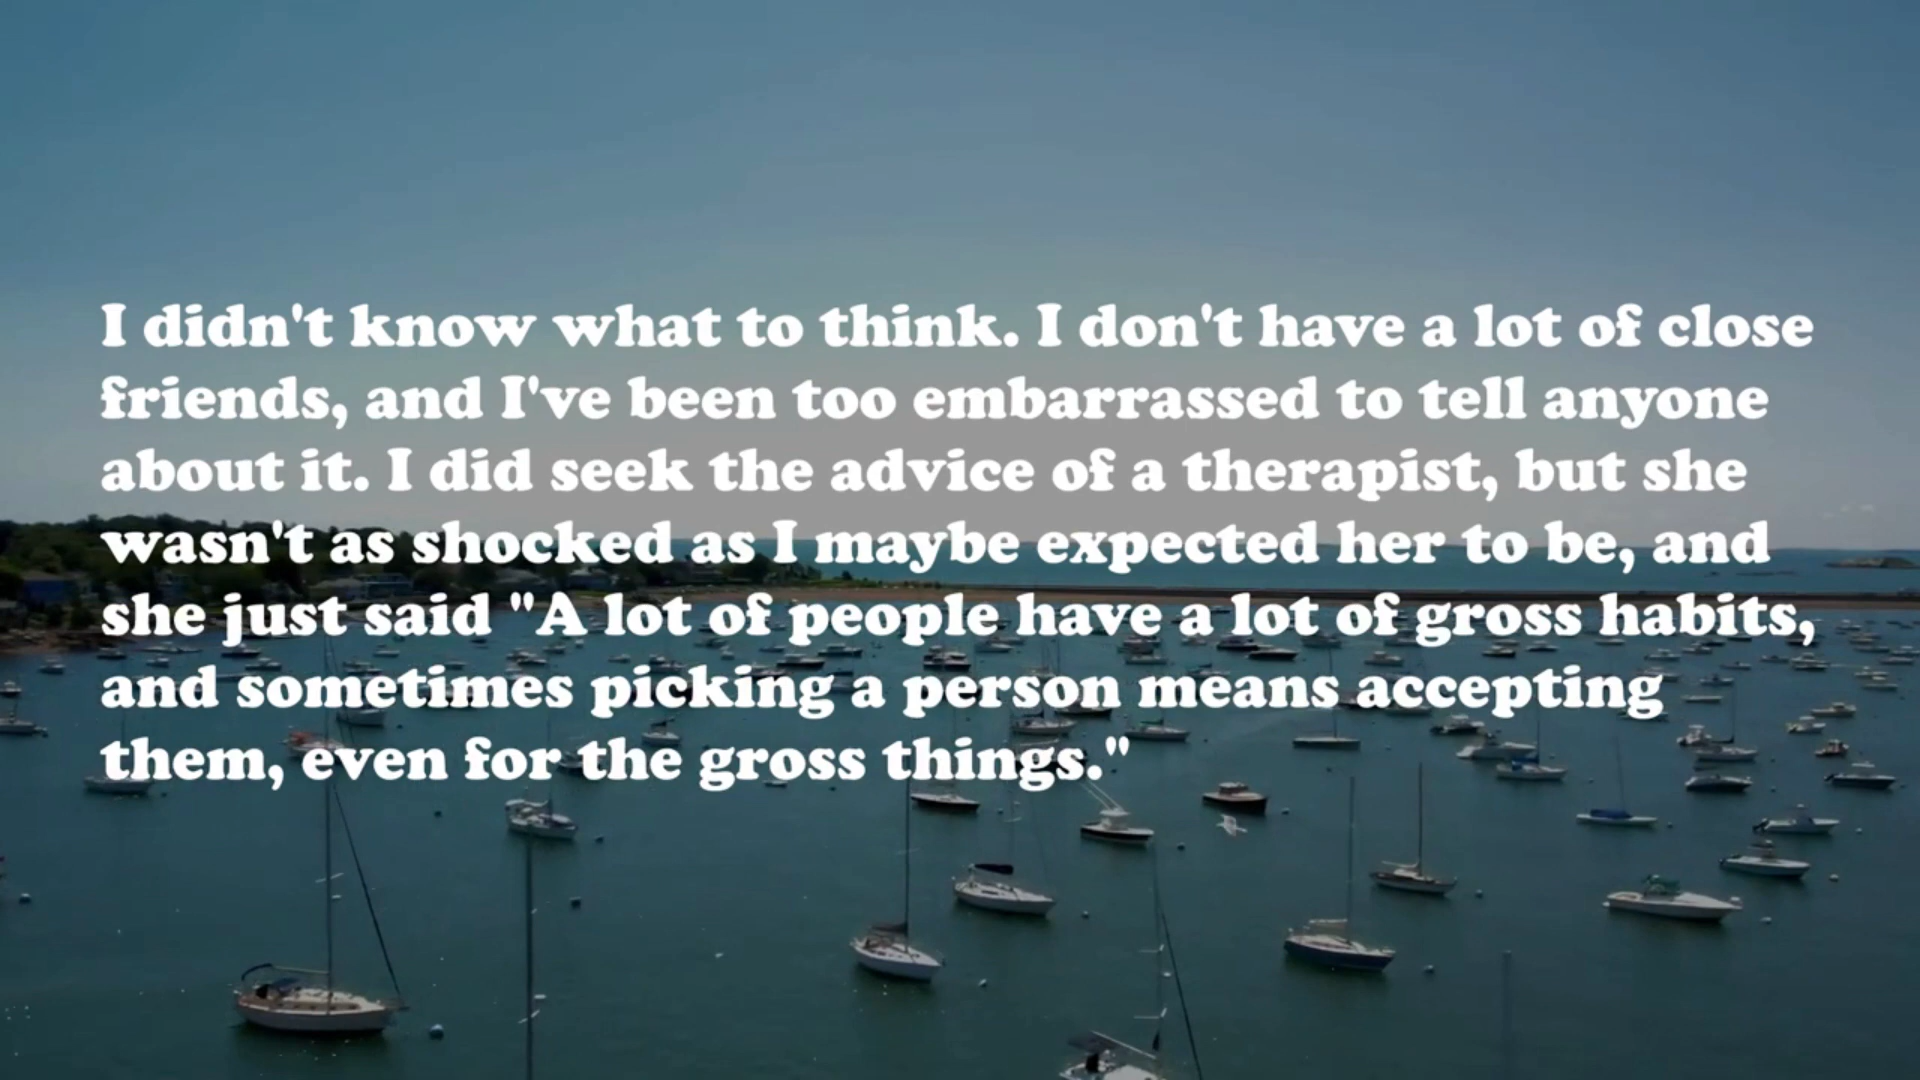 I didn't know what to think. I don't have a lot of close
friends, and I've been too embarrassed to tell anyone
about it. I did seek the advice of a therapist, but she
wasn't as shocked as I maybe expected her to be, and
she just said "A lot of people have a lot of gross habits,
and sometimes picking a person means accepting
them, even for the gross things."